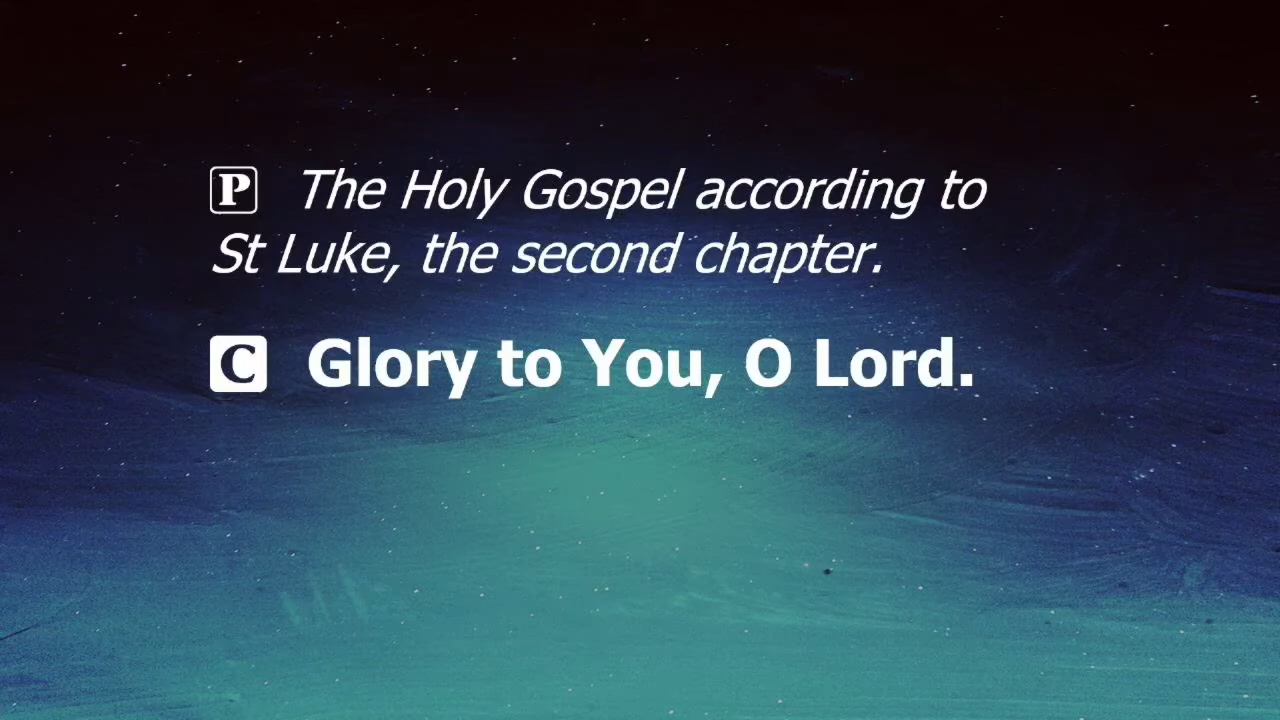 P The Holy Gospel according to
St Luke, the second chapter.
C Glory to You, O Lord.